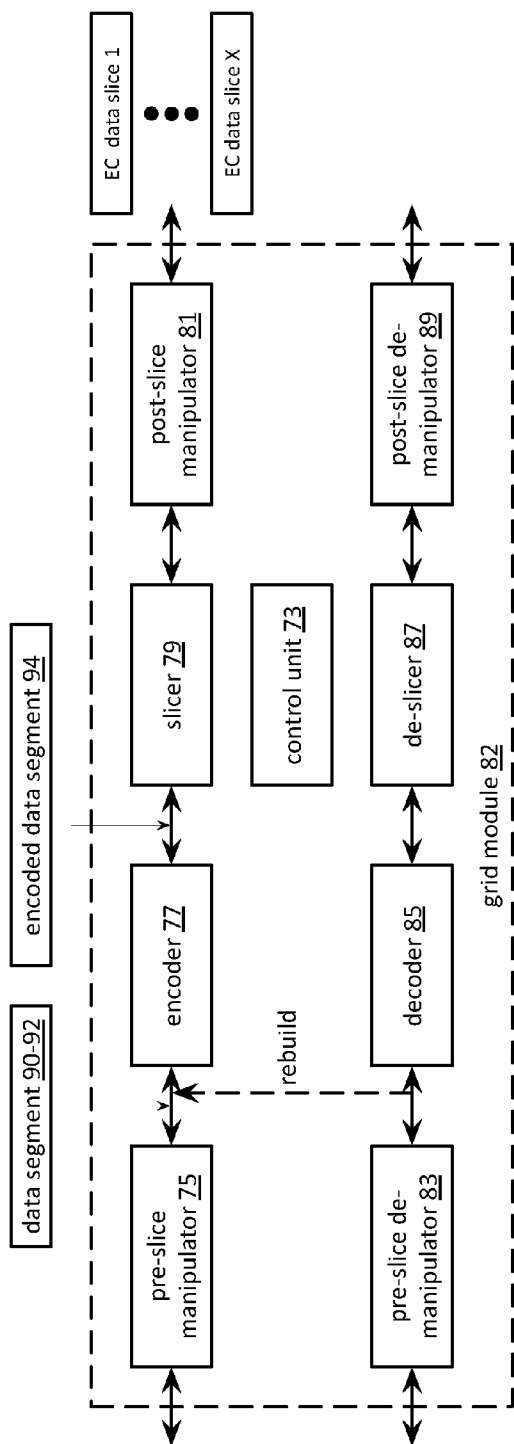 data segment 90-92
encoded data segment 94
EC data slice 1
EC data slice X
pre-slice
manipulator 75
encoder 77
slicer 79
post-slice
manipulator 81
rebuild
control unit 73
pre-slice de-
manipulator 83
decoder 85
de-slicer 87
post-slice de-
manipulator 89
grid module 82